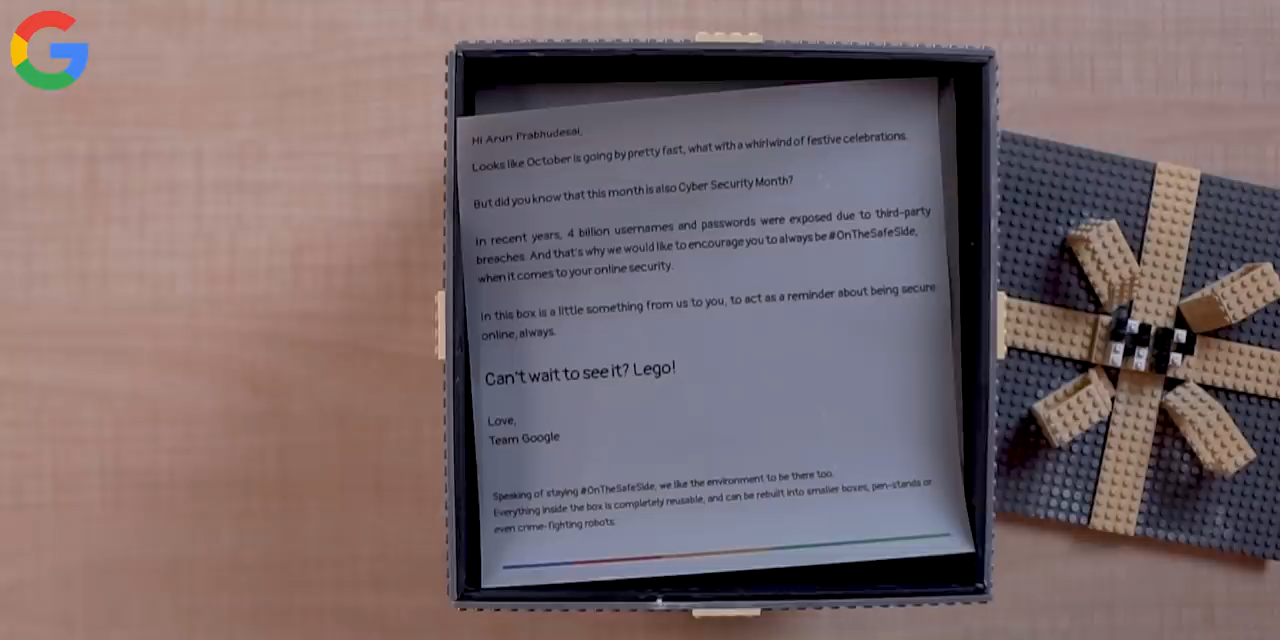 Hi Arun Prabhudesai,
Looks like October is going by pretty fast, what with a whirlwind of festive celebrations.
But did you know that this month is also Cyber Security Month?
In recent years, 4 billion usernames and passwords were exposed due to third-party
breaches. And that's why we would like to encourage you to always be #OnTheSafeSide,
when it comes to your online security.
In this box is a little something from us to you, to act as a reminder about being secure
online, always.
Can't wait to see it? Lego!
Love,
Team Google
Speaking of staying #OnTheSafeSide, we like the environment to be there too.
Everything inside the box is completely reusable, and can be rebuilt into smaller boxes, pen-stands or
even crime-fighting robots.